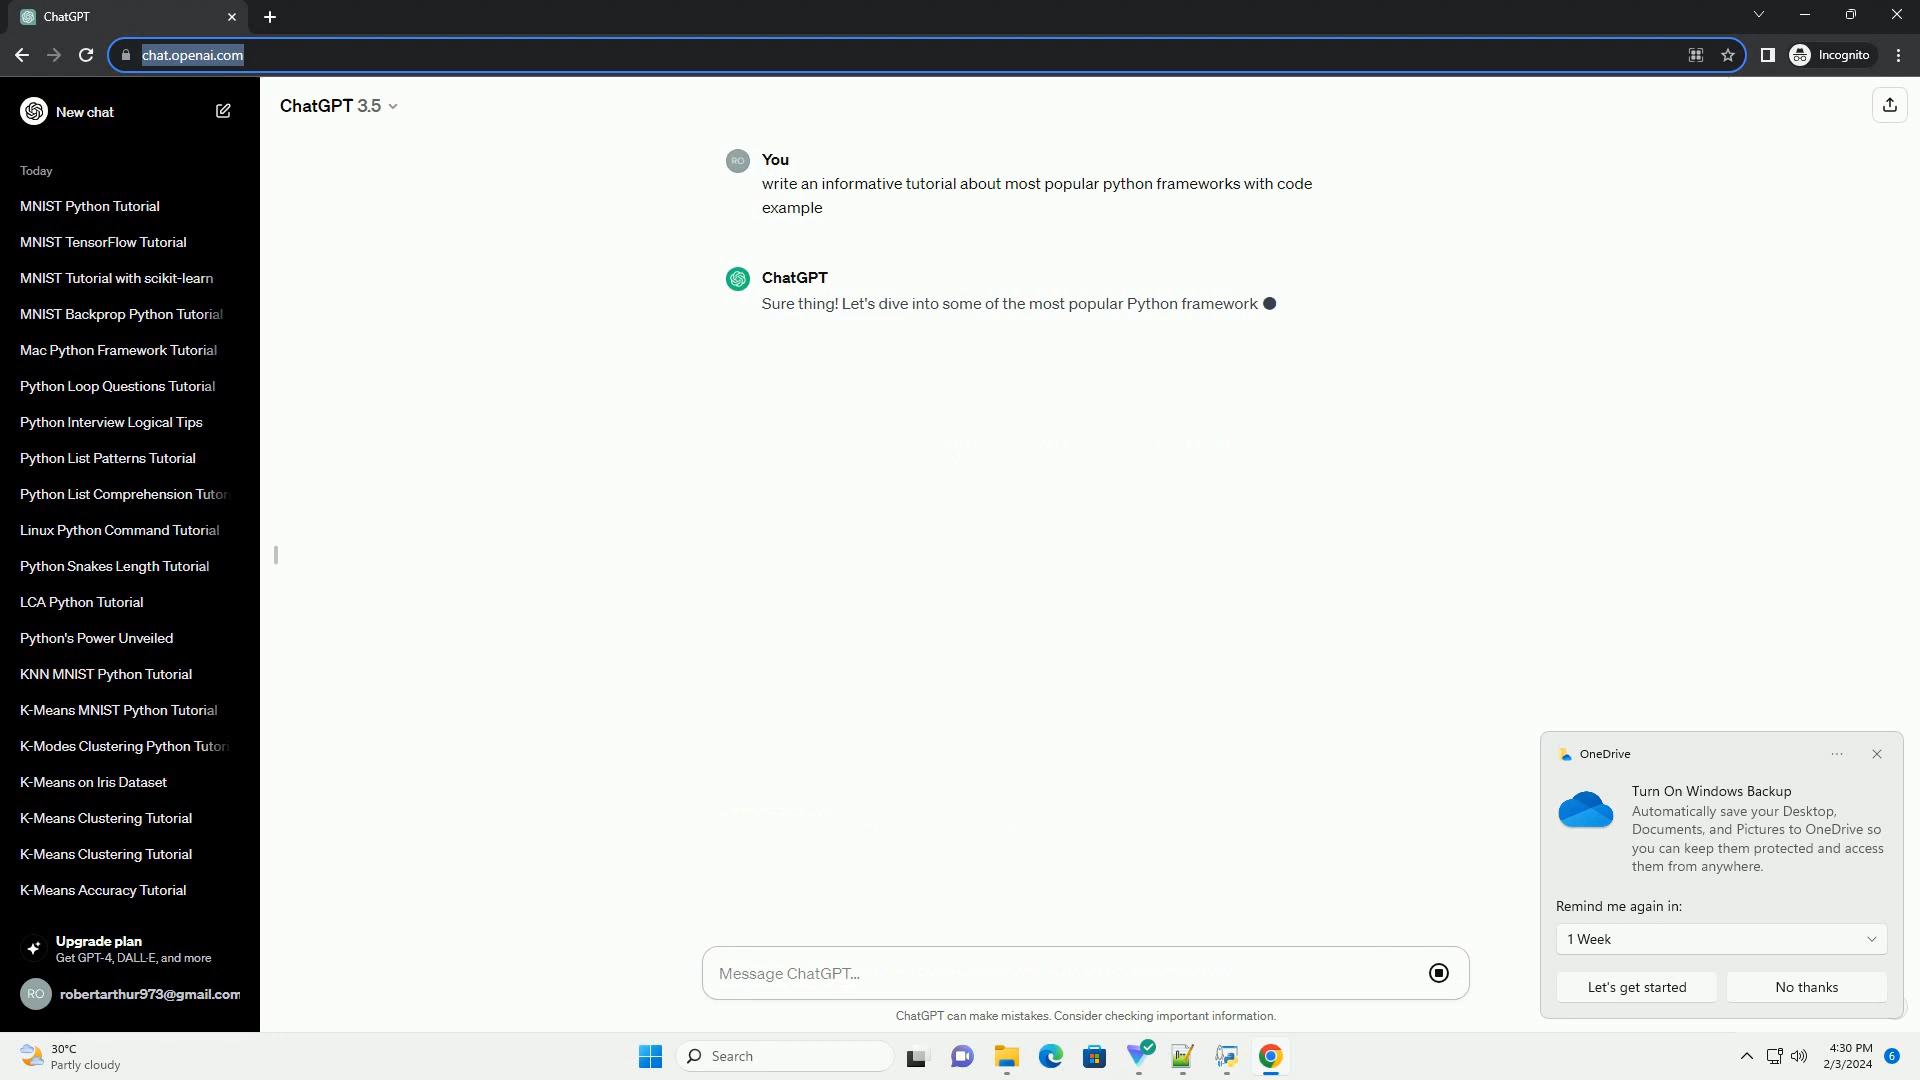 ChatGPT
chat.openai.com
Incognito
New chat
ChatGPT 3.5
Today
MNIST Python Tutorial
MNIST TensorFlow Tutorial
MNIST Tutorial with scikit-learn
MNIST Backprop Python Tutorial
Mac Python Framework Tutorial
Python Loop Questions Tutorial
Python Interview Logical Tips
Python List Patterns Tutorial
Python List Comprehension Tutor
Linux Python Command Tutorial
Python Snakes Length Tutorial
LCA Python Tutorial
Python's Power Unveiled
KNN MNIST Python Tutorial
K-Means MNIST Python Tutorial
K-Modes Clustering Python Tutori
K-Means on Iris Dataset
K-Means Clustering Tutorial
K-Means Clustering Tutorial
K-Means Accuracy Tutorial
Upgrade plan
Get GPT-4, DALL·E, and more
RO
robertarthur973@gmail.com
RO
You
write an informative tutorial about most popular python frameworks with code
example
ChatGPT
Sure thing! Let's dive into some of the most popular Python framework
Message ChatGPT...
ChatGPT can make mistakes. Consider checking important information.
OneDrive
Turn On Windows Backup
Automatically save your Desktop,
Documents, and Pictures to OneDrive so
you can keep them protected and access
them from anywhere.
Remind me again in:
1 Week
Let's get started
No thanks
30°C
Partly cloudy
Search
4:30 PM
2/3/2024
6